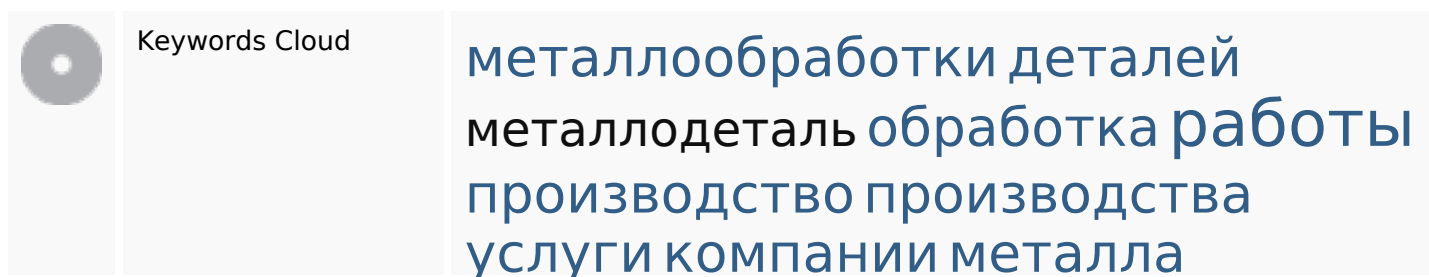 Keywords Cloud
металлообработки деталей
металлодеталь обработка работы
производство производства
услуги компании металла